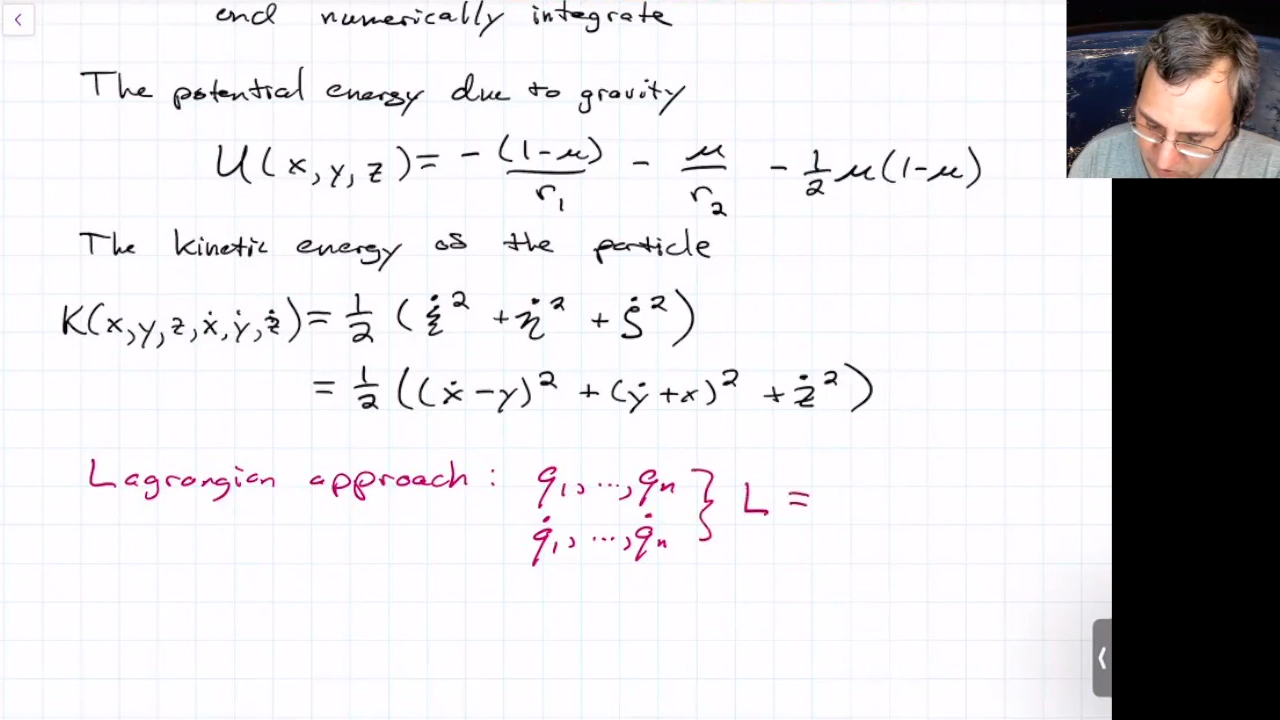 and numerically integrate
The potential energy due to gravity
U(x,y,z) = -(1-μ)/r₁ - μ/r₂ - 1/2 μ(1-μ)
The kinetic energy of the particle
K(x,y,z,ẋ,ẏ,ż) = 1/2 (ξ̇² + η̇² + ζ̇²)
= 1/2 ((ẋ-y)² + (ẏ+x)² + ż²)
Lagrangian approach: q₁, ..., qₙ } L =
q̇₁, ..., q̇ₙ